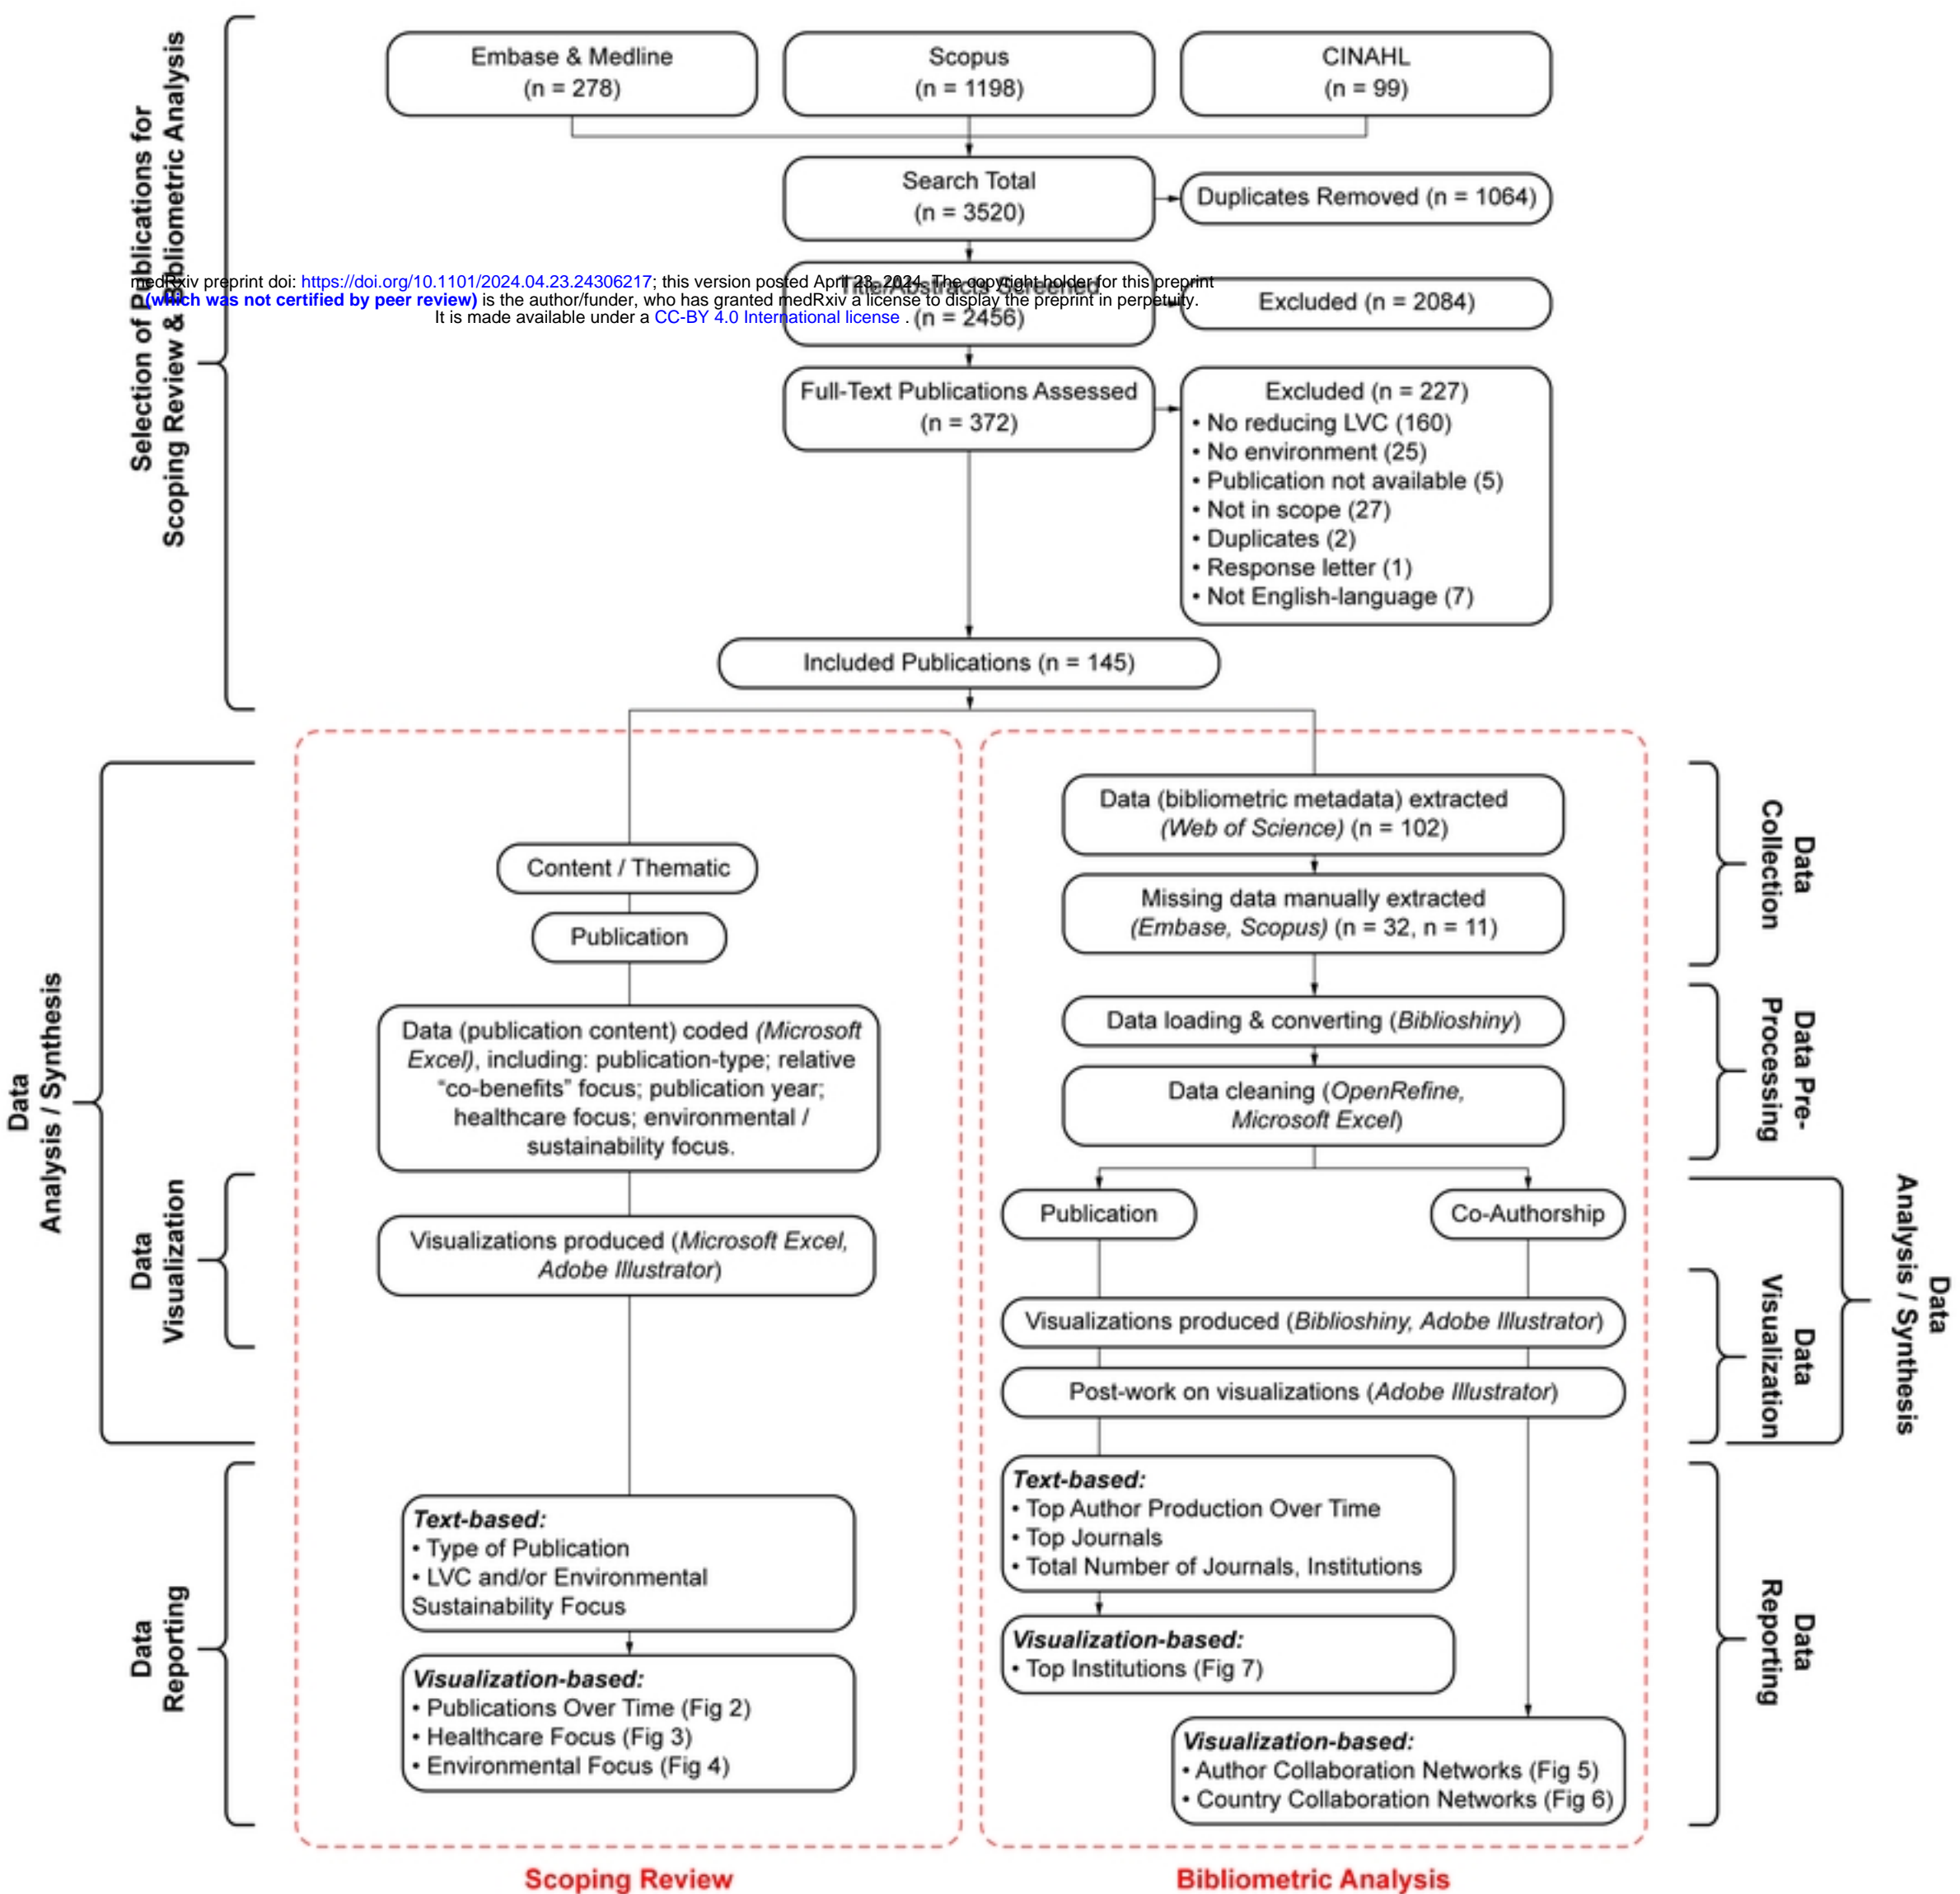 Selection of Publications for
Scoping Review & Bibliometric Analysis
Embase & Medline
(n = 278)
Scopus
(n = 1198)
CINAHL
(n = 99)
Search Total
(n = 3520)
Duplicates Removed (n = 1064)
medRxiv preprint doi: https://doi.org/10.1101/2024.04.23.24306217; this version posted April 23, 2024. The copyright holder for this preprint
(which was not certified by peer review) is the author/funder, who has granted medRxiv a license to display the preprint in perpetuity.
It is made available under a CC-BY 4.0 International license .
Title/Abstracts Screened
(n = 2456)
Excluded (n = 2084)
Full-Text Publications Assessed
(n = 372)
Excluded (n = 227)
• No reducing LVC (160)
• No environment (25)
• Publication not available (5)
• Not in scope (27)
• Duplicates (2)
• Response letter (1)
• Not English-language (7)
Included Publications (n = 145)
Data
Analysis / Synthesis
Data
Visualization
Data
Reporting
Content / Thematic
Publication
Data (publication content) coded (Microsoft
Excel), including: publication-type; relative
“co-benefits” focus; publication year;
healthcare focus; environmental /
sustainability focus.
Visualizations produced (Microsoft Excel,
Adobe Illustrator)
Text-based:
• Type of Publication
• LVC and/or Environmental
Sustainability Focus
Visualization-based:
• Publications Over Time (Fig 2)
• Healthcare Focus (Fig 3)
• Environmental Focus (Fig 4)
Scoping Review
Data (bibliometric metadata) extracted
(Web of Science) (n = 102)
Missing data manually extracted
(Embase, Scopus) (n = 32, n = 11)
Data loading & converting (Biblioshiny)
Data cleaning (OpenRefine,
Microsoft Excel)
Publication
Co-Authorship
Visualizations produced (Biblioshiny, Adobe Illustrator)
Post-work on visualizations (Adobe Illustrator)
Text-based:
• Top Author Production Over Time
• Top Journals
• Total Number of Journals, Institutions
Visualization-based:
• Top Institutions (Fig 7)
Visualization-based:
• Author Collaboration Networks (Fig 5)
• Country Collaboration Networks (Fig 6)
Bibliometric Analysis
Data
Collection
Data Pre-
Processing
Data
Visualization
Data
Analysis / Synthesis
Data
Reporting